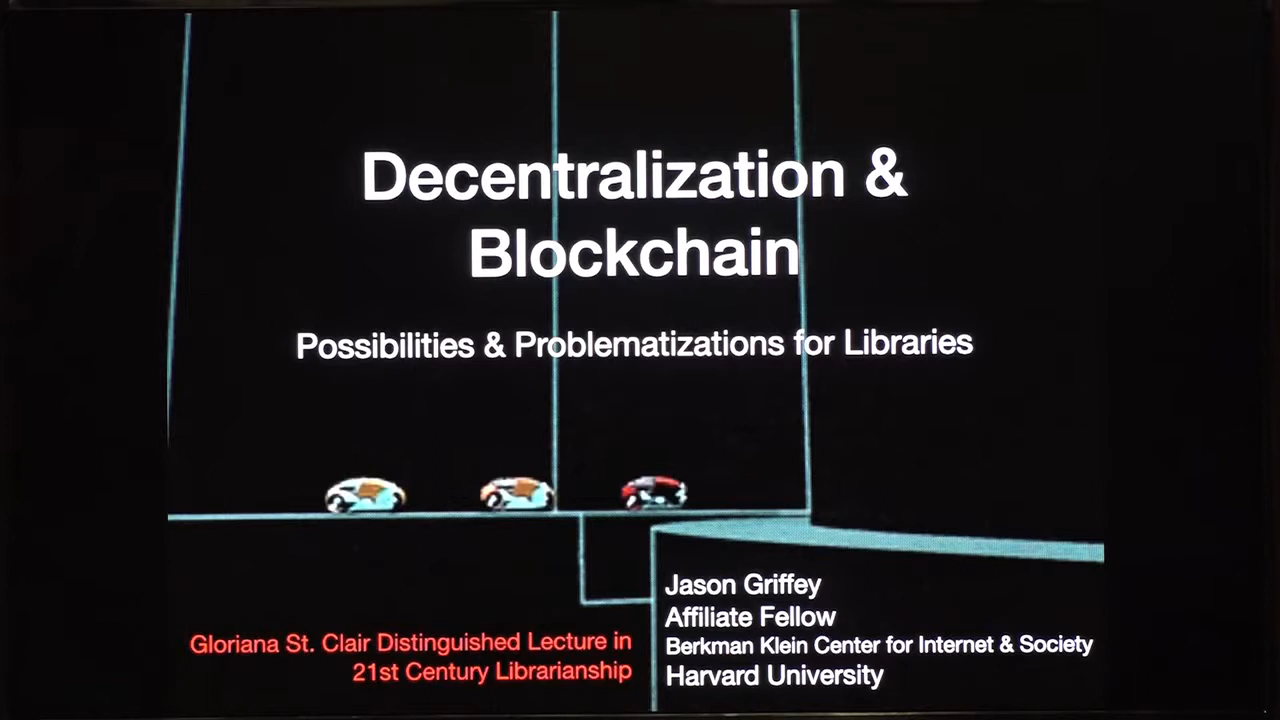 Decentralization &
Blockchain
Possibilities & Problematizations for Libraries
Jason Griffey
Affiliate Fellow
Berkman Klein Center for Internet & Society
Harvard University
Gloriana St. Clair Distinguished Lecture in
21st Century Librarianship